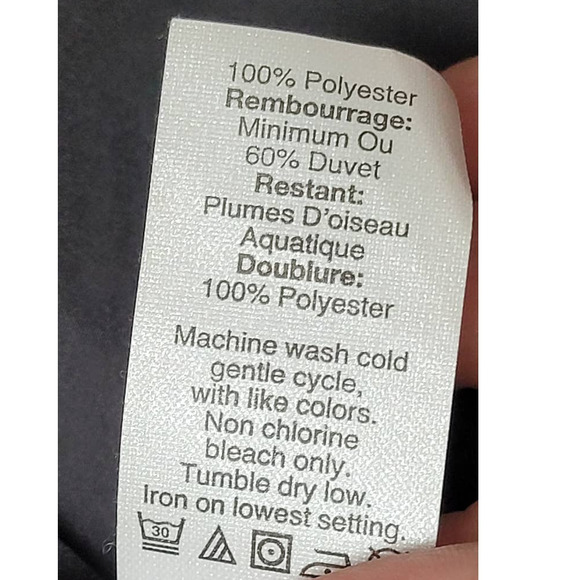 100% Polyester
Rembourrage:
Minimum Ou
60% Duvet
Restant:
Plumes D'oiseau
Aquatique
Doublure:
100% Polyester
Machine wash cold
gentle cycle,
with like colors.
Non chlorine
bleach only.
Tumble dry low.
Iron on lowest setting.
30